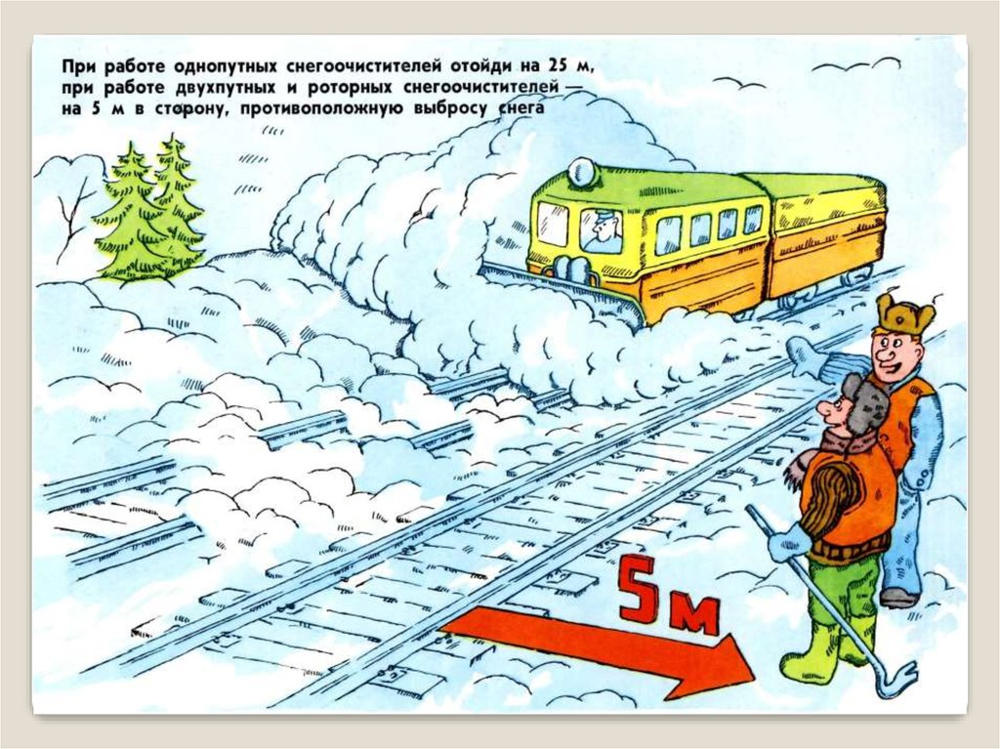 При работе однопутных снегоочистителей отойди на 25 м,
при работе двухпутных и роторных снегоочистителей —
на 5 м в сторону, противоположную выбросу снега
5 м